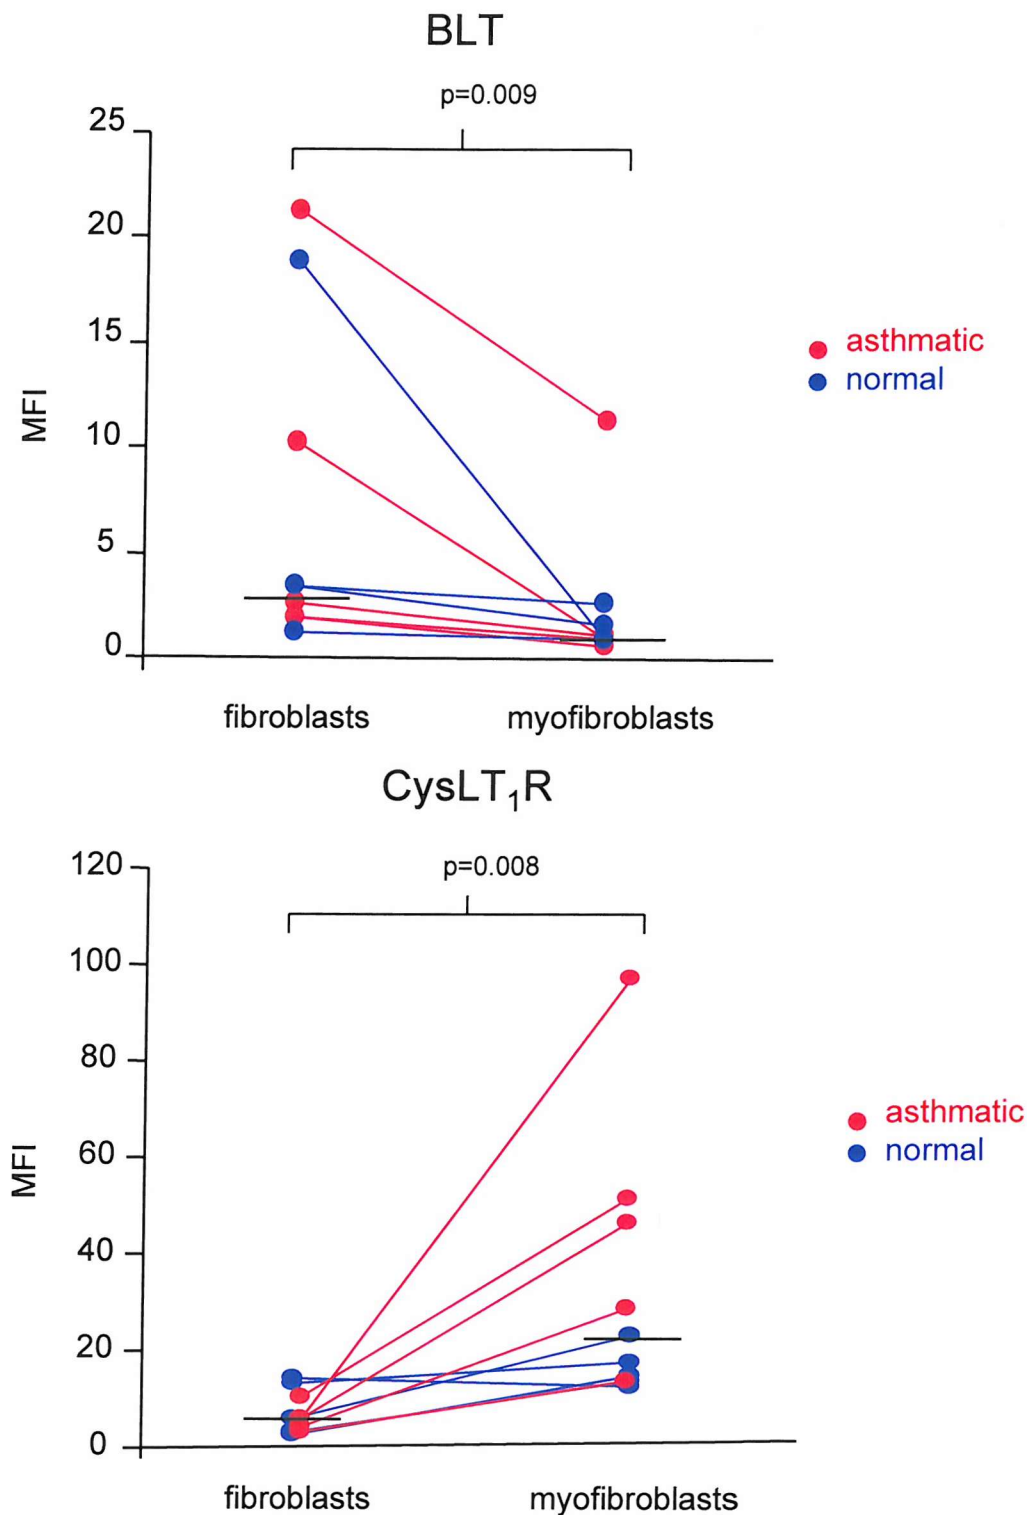 BLT
p=0.009
25
20
15
10
5
0
MFI
asthmatic
normal
fibroblasts myofibroblasts
CysLT₁R
p=0.008
120
100
80
60
40
20
0
MFI
asthmatic
normal
fibroblasts myofibroblasts